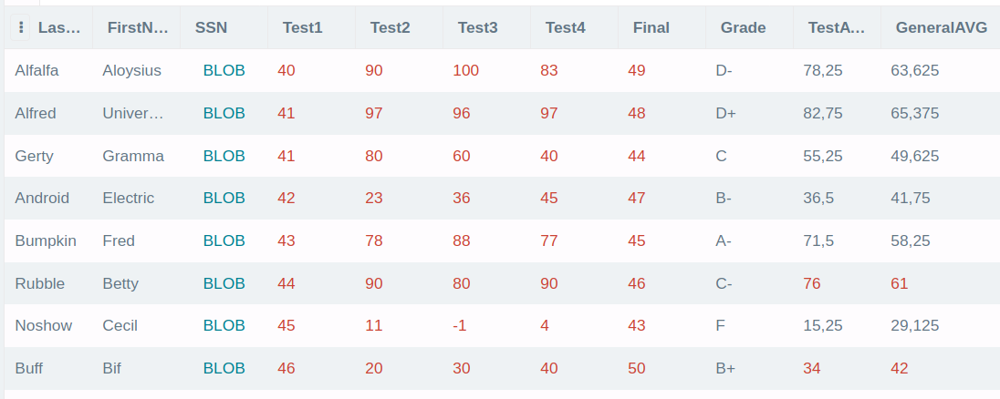 Las… FirstN… SSN Test1 Test2 Test3 Test4 Final Grade TestA… GeneralAVG
Alfalfa Aloysius BLOB 40 90 100 83 49 D- 78,25 63,625
Alfred Univer… BLOB 41 97 96 97 48 D+ 82,75 65,375
Gerty Gramma BLOB 41 80 60 40 44 C 55,25 49,625
Android Electric BLOB 42 23 36 45 47 B- 36,5 41,75
Bumpkin Fred BLOB 43 78 88 77 45 A- 71,5 58,25
Rubble Betty BLOB 44 90 80 90 46 C- 76 61
Noshow Cecil BLOB 45 11 -1 4 43 F 15,25 29,125
Buff Bif BLOB 46 20 30 40 50 B+ 34 42